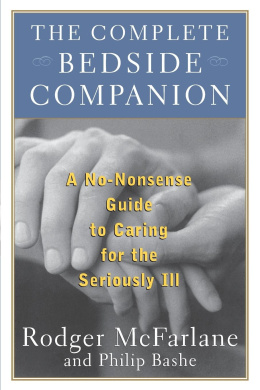 THE COMPLETE
BEDSIDE
COMPANION
A No-Nonsense
Guide
to Caring
for the
Seriously Ill
Rodger McFarlane
and Philip Bashe